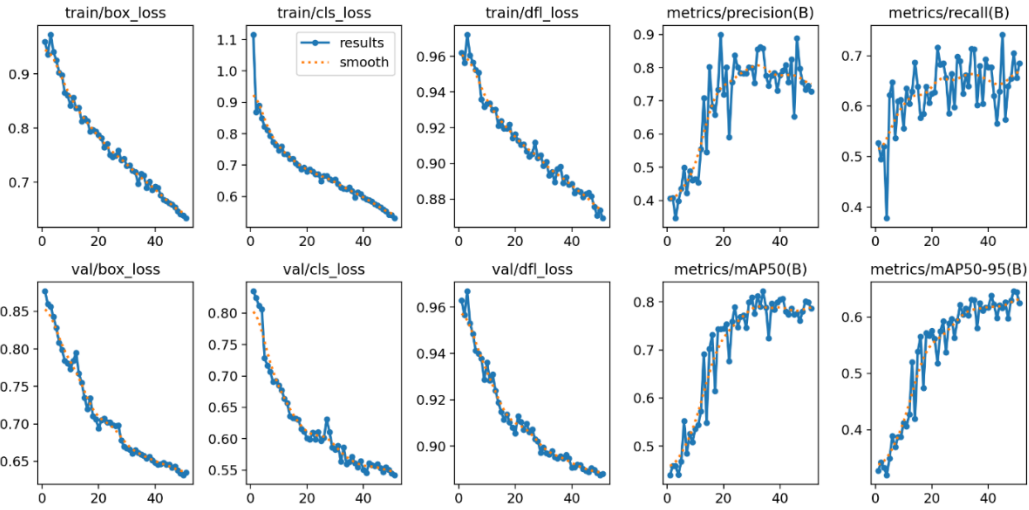 train/box_loss
train/cls_loss
train/dfl_loss
metrics/precision(B)
metrics/recall(B)
results
smooth
0.9
0.8
0.7
0 20 40
1.1
1.0
0.9
0.8
0.7
0.6
0 20 40
0.96
0.94
0.92
0.90
0.88
0 20 40
0.9
0.8
0.7
0.6
0.5
0.4
0 20 40
0.7
0.6
0.5
0.4
0 20 40
val/box_loss
val/cls_loss
val/dfl_loss
metrics/mAP50(B)
metrics/mAP50-95(B)
0.85
0.80
0.75
0.70
0.65
0 20 40
0.80
0.75
0.70
0.65
0.60
0.55
0 20 40
0.96
0.94
0.92
0.90
0 20 40
0.8
0.7
0.6
0.5
0 20 40
0.6
0.5
0.4
0 20 40